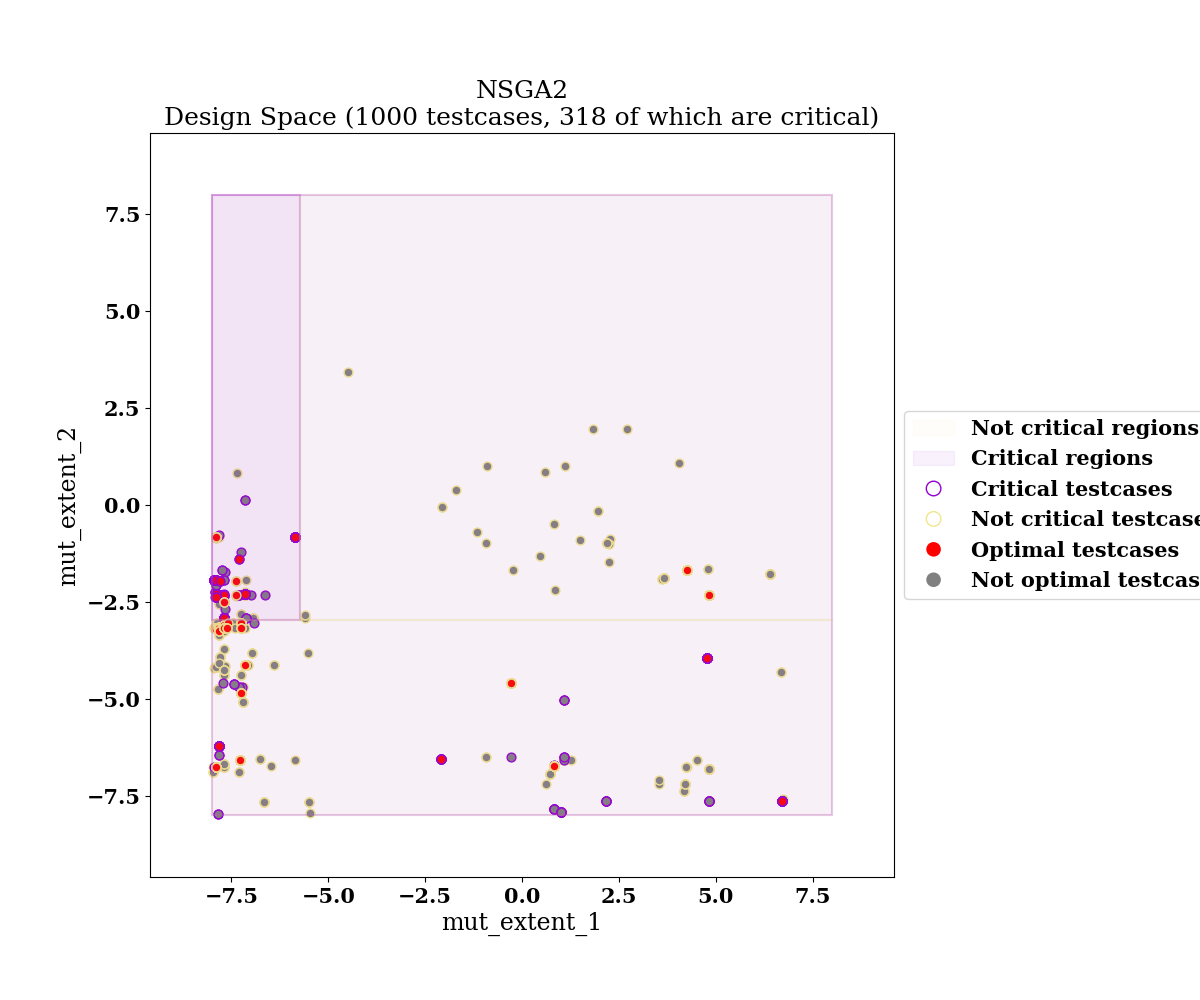 NSGA2
Design Space (1000 testcases, 318 of which are critical)
7.5
5.0
2.5
0.0
−2.5
−5.0
−7.5
mut_extent_2
−7.5 −5.0 −2.5 0.0 2.5 5.0 7.5
mut_extent_1
Not critical regions
Critical regions
Critical testcases
Not critical testcase
Optimal testcases
Not optimal testcas